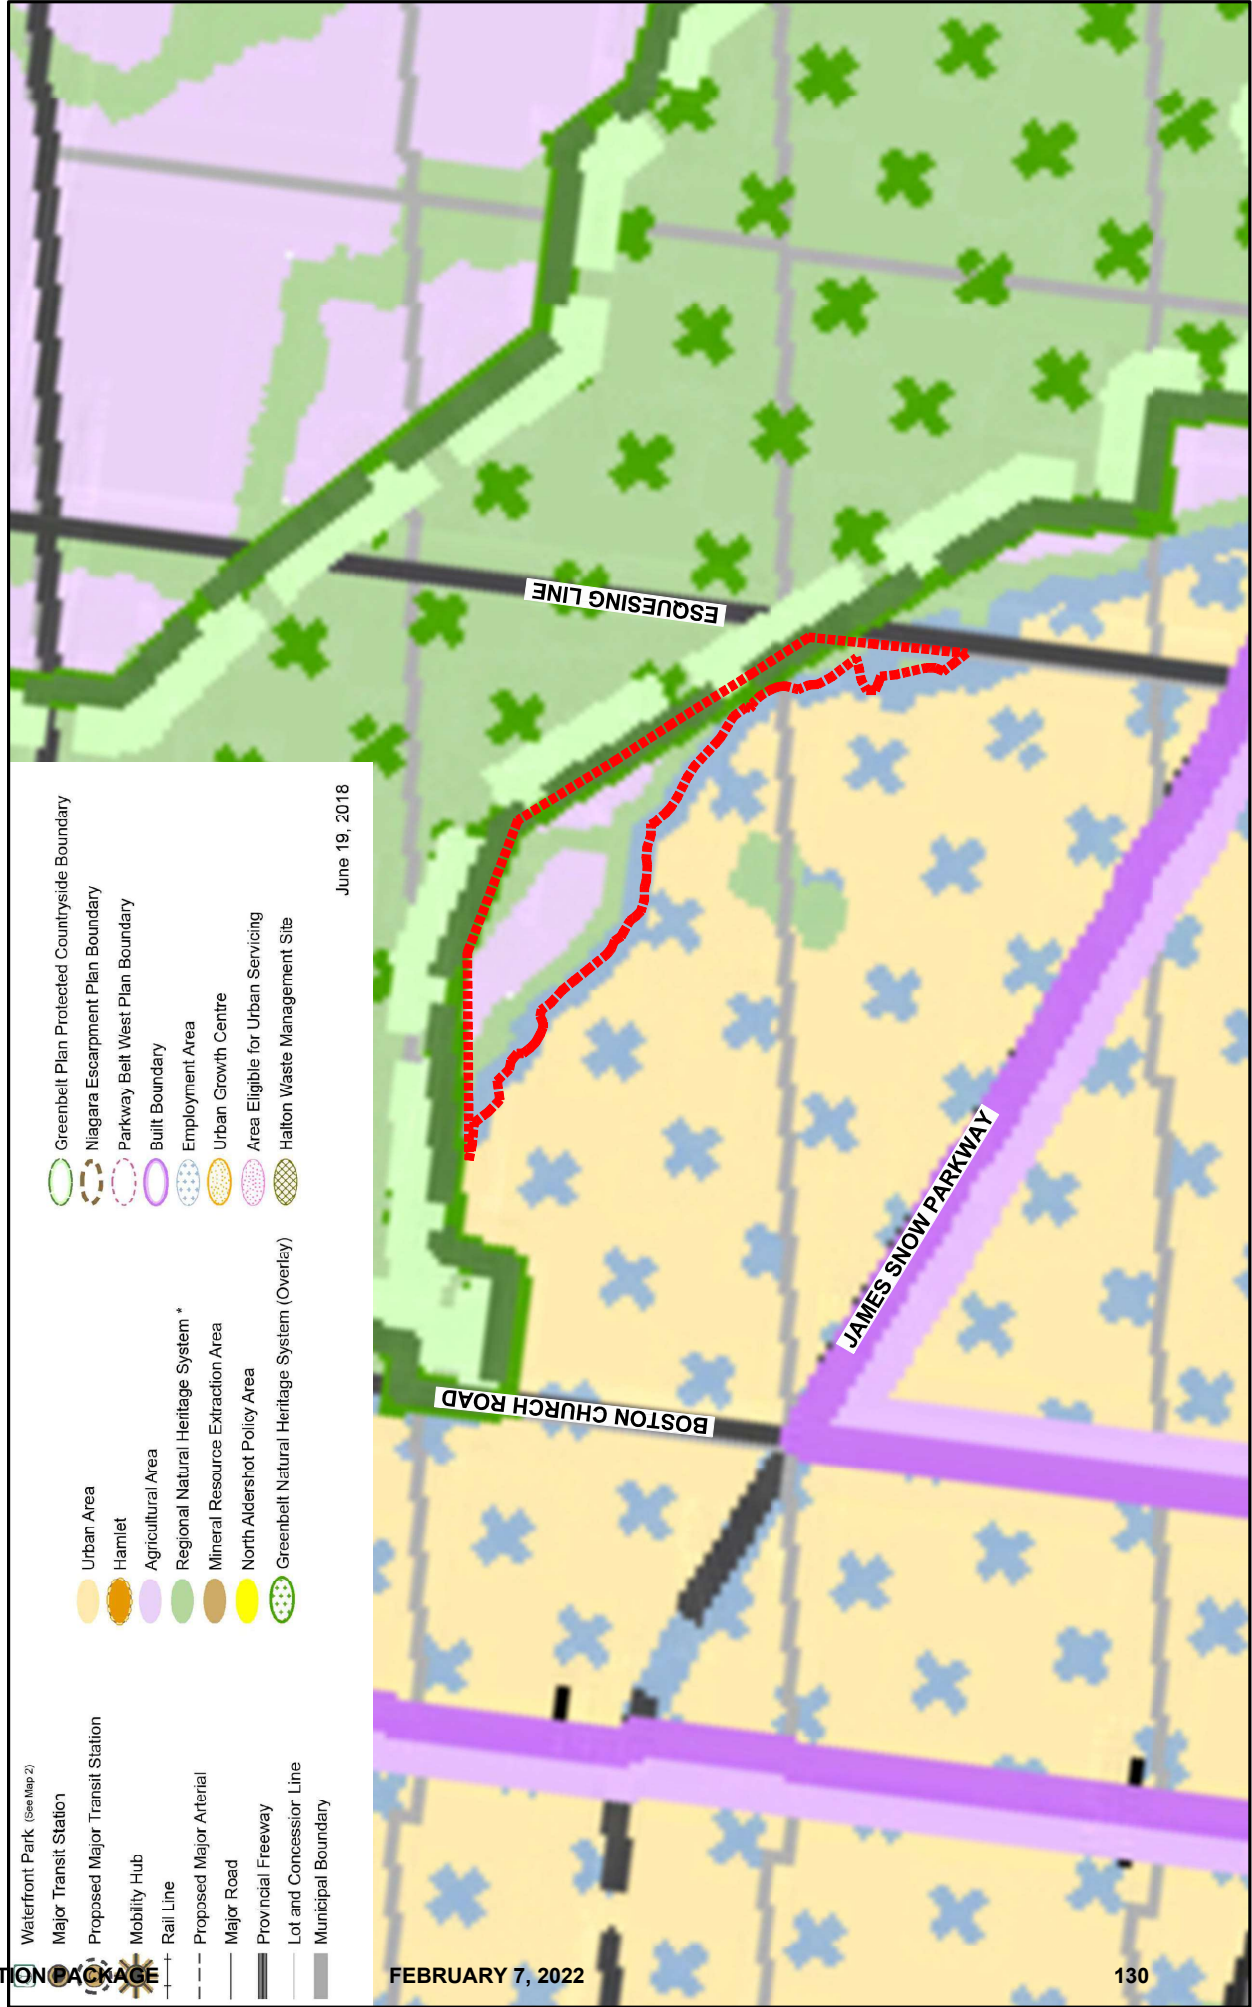 Waterfront Park (See Map 2)
Major Transit Station
Proposed Major Transit Station
Mobility Hub
Rail Line
Proposed Major Arterial
Major Road
Provincial Freeway
Lot and Concession Line
Municipal Boundary
Urban Area
Hamlet
Agricultural Area
Regional Natural Heritage System *
Mineral Resource Extraction Area
North Aldershot Policy Area
Greenbelt Natural Heritage System (Overlay)
Greenbelt Plan Protected Countryside Boundary
Niagara Escarpment Plan Boundary
Parkway Belt West Plan Boundary
Built Boundary
Employment Area
Urban Growth Centre
Area Eligible for Urban Servicing
Halton Waste Management Site
June 19, 2018
ESQUESING LINE
BOSTON CHURCH ROAD
JAMES SNOW PARKWAY
TION PACKAGE
FEBRUARY 7, 2022
130